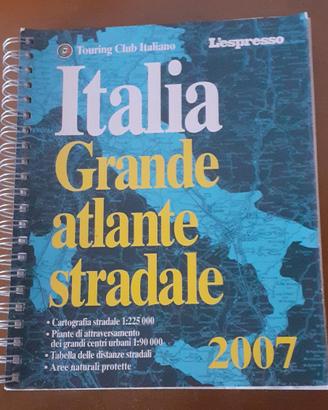 Touring Club Italiano
L'espresso
Italia
Grande
atlante
stradale
• Cartografia stradale 1:225 000
• Piante di attraversamento
dei grandi centri urbani 1:90 000
• Tabella delle distanze stradali
• Aree naturali protette
2007